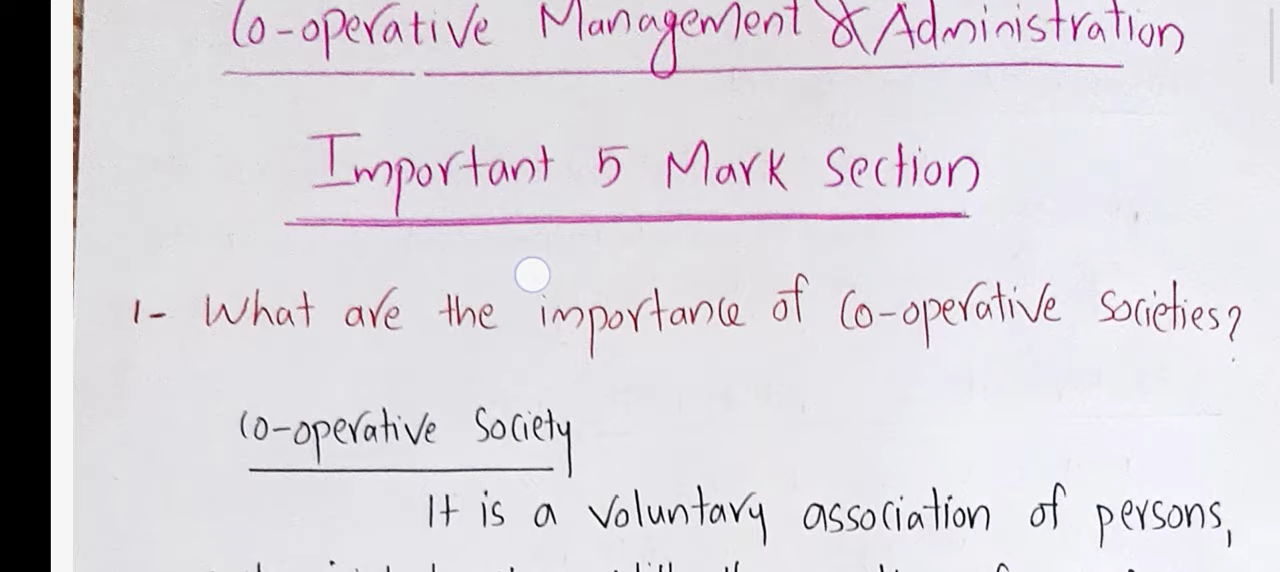 Co-operative Management & Administration
Important 5 Mark Section
1- What are the importance of Co-operative Societies?
Co-operative Society
It is a voluntary association of persons,